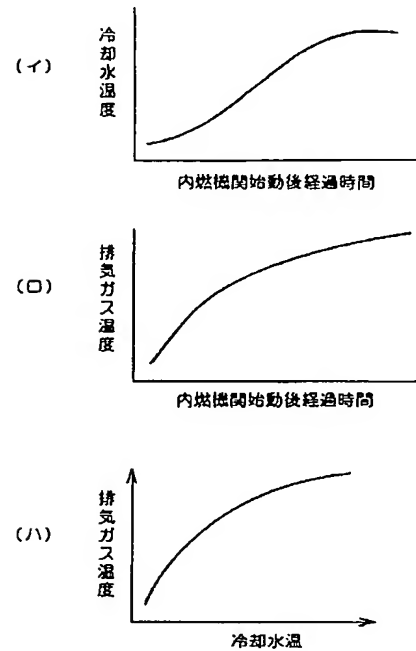 (イ)
冷却水温度
内燃機関始動後経過時間
(ロ)
排気ガス温度
内燃機関始動後経過時間
(ハ)
排気ガス温度
冷却水温